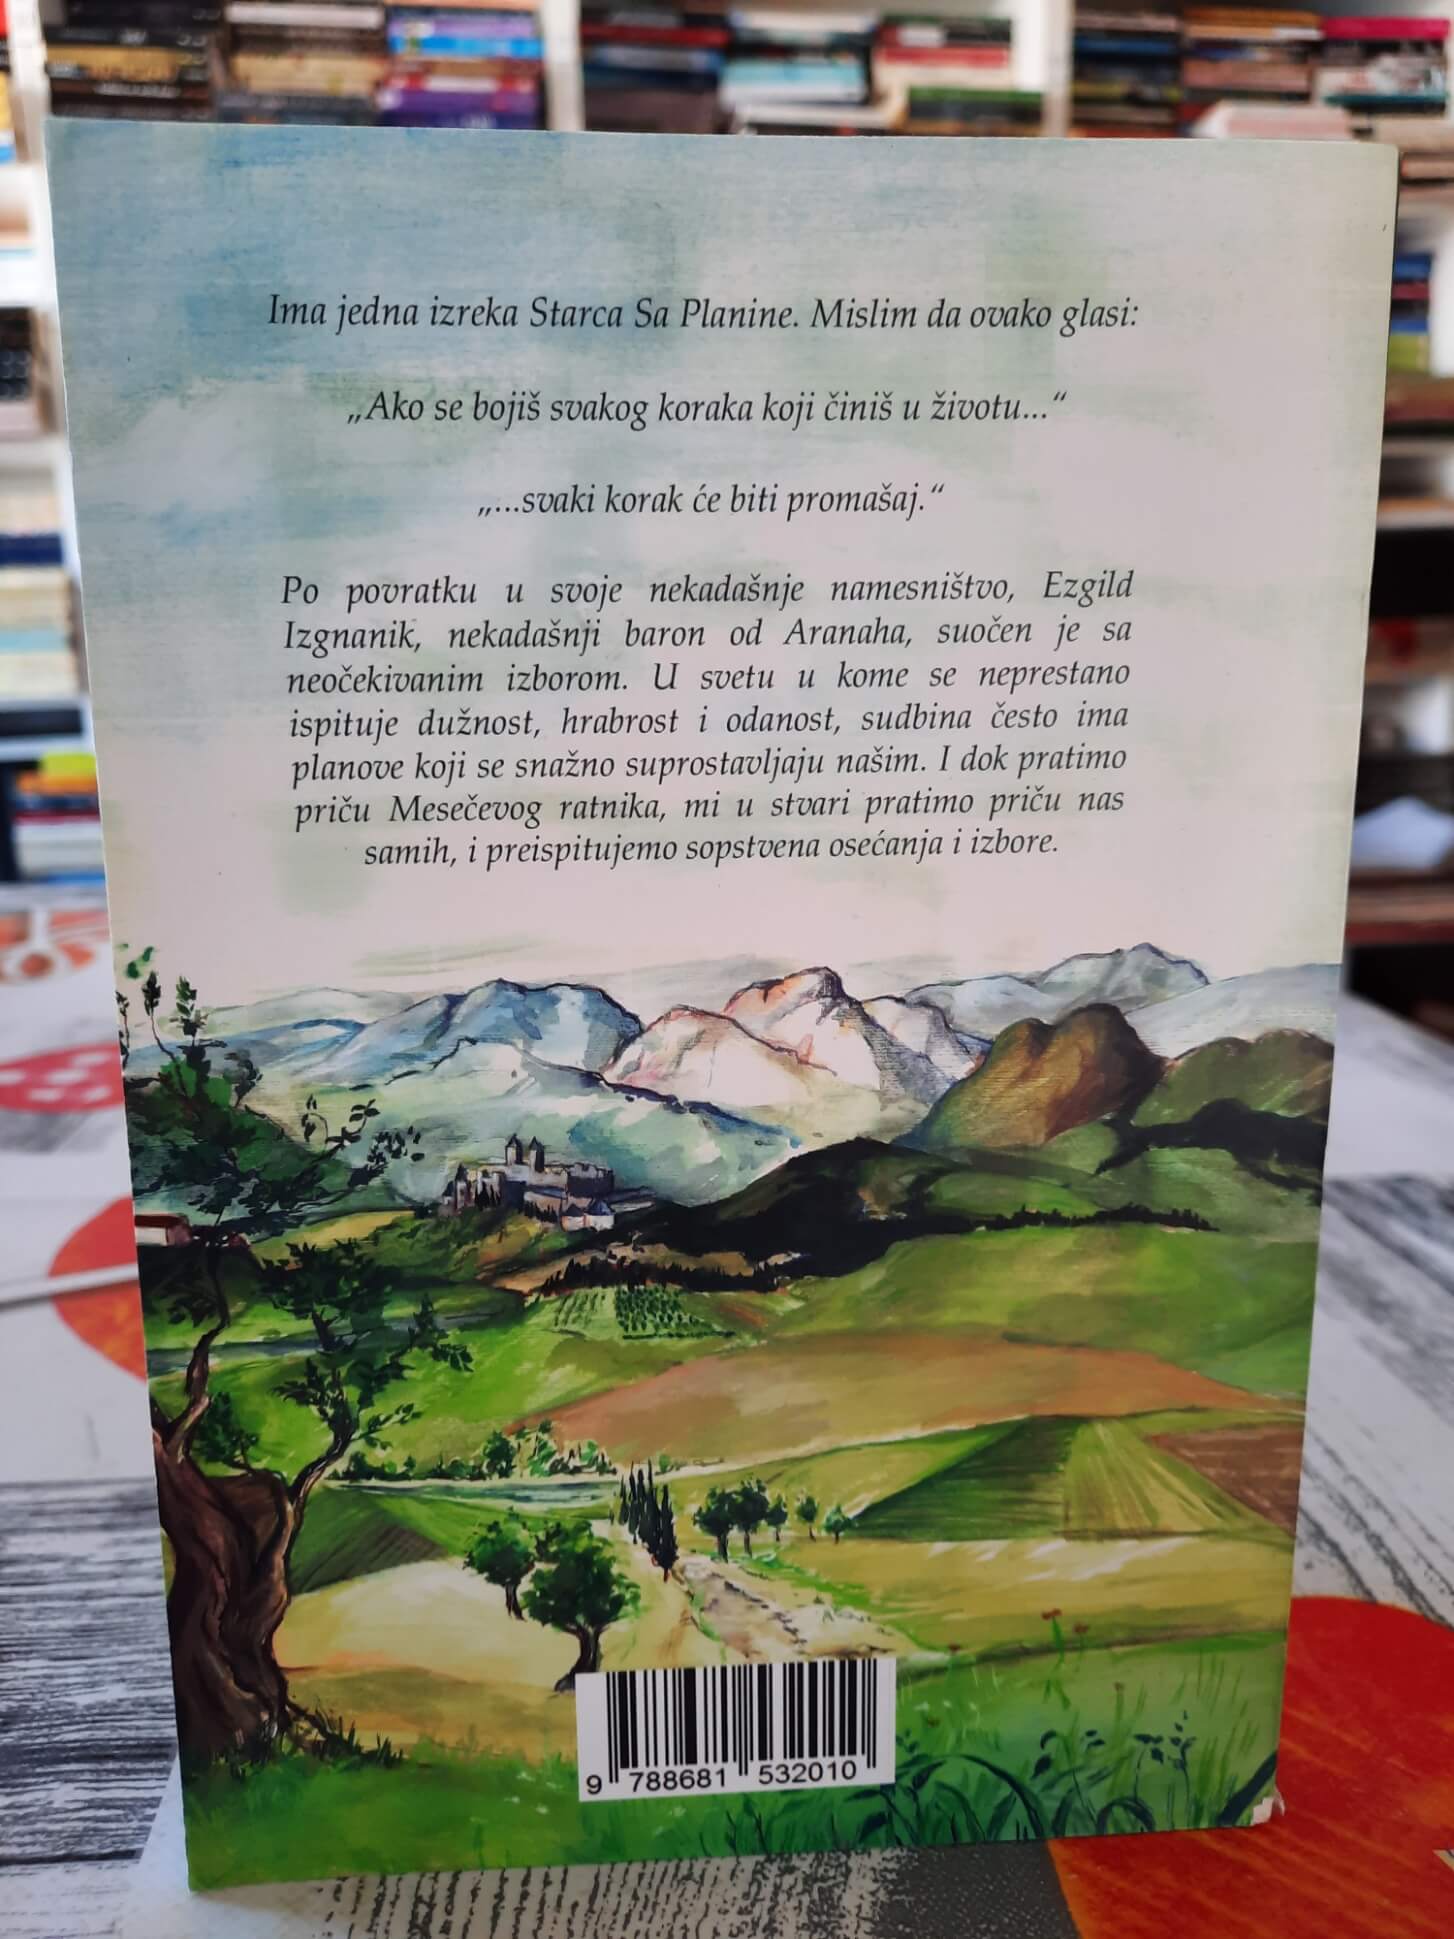 Ima jedna izreka Starca Sa Planine. Mislim da ovako glasi:
„Ako se bojiš svakog koraka koji činiš u životu...“
„...svaki korak će biti promašaj.“
Po povratku u svoje nekadašnje namesništvo, Ezgild
Izgnanik, nekadašnji baron od Aranaha, suočen je sa
neočekivanim izborom. U svetu u kome se neprestano
ispituje dužnost, hrabrost i odanost, sudbina često ima
planove koji se snažno suprostavljaju našim. I dok pratimo
priču Mesečevog ratnika, mi u stvari pratimo priču nas
samih, i preispitujemo sopstvena osećanja i izbore.
9 788681 532010